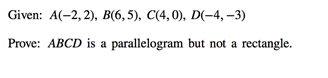 Given: A(−2, 2), B(6, 5), C(4, 0), D(−4, −3)
Prove: ABCD is a parallelogram but not a rectangle.